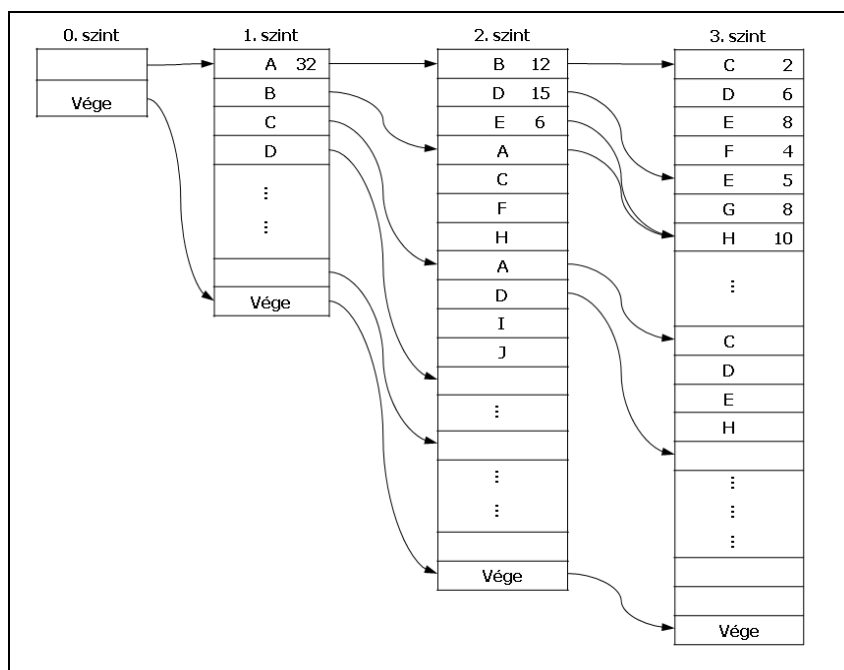 0. szint
Vége
1. szint
A 32
B
C
D
⋮
⋮
Vége
2. szint
B 12
D 15
E 6
A
C
F
H
A
D
I
J
⋮
⋮
⋮
Vége
3. szint
C 2
D 6
E 8
F 4
E 5
G 8
H 10
⋮
C
D
E
H
⋮
⋮
⋮
Vége